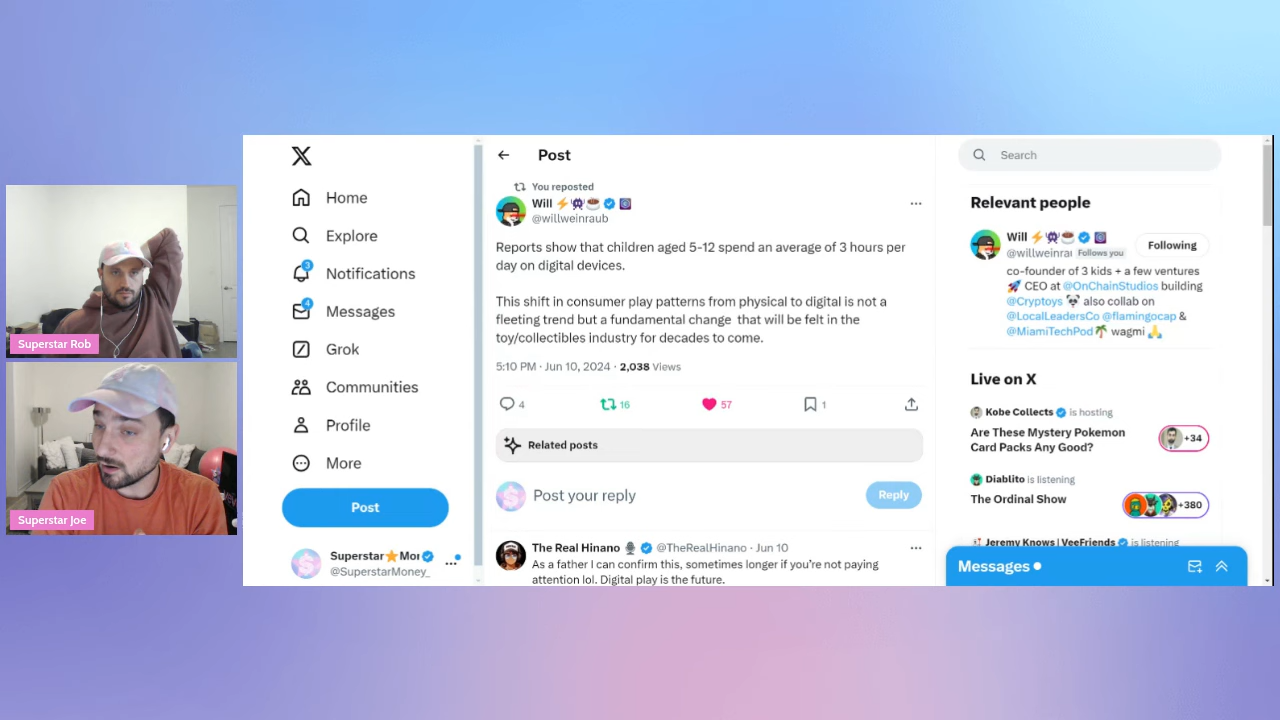 Superstar Rob
Superstar Joe
Home
Explore
3
Notifications
4
Messages
Grok
Communities
Profile
More
Post
Superstar⭐Mor
@SuperstarMoney_
Post
You reposted
Will
@willweinraub
Reports show that children aged 5-12 spend an average of 3 hours per
day on digital devices.
This shift in consumer play patterns from physical to digital is not a
fleeting trend but a fundamental change that will be felt in the
toy/collectibles industry for decades to come.
5:10 PM · Jun 10, 2024 · 2,038 Views
4 16 57 1
Related posts
Post your reply
Reply
The Real Hinano @TheRealHinano · Jun 10
As a father I can confirm this, sometimes longer if you're not paying
attention lol. Digital play is the future.
Search
Relevant people
Will
@willweinrau Follows you
Following
co-founder of 3 kids + a few ventures
🚀 CEO at @OnChainStudios building
@Cryptoys 🐼 also collab on
@LocalLeadersCo @flamingocap &
@MiamiTechPod🌴 wagmi 🙏
Live on X
Kobe Collects is hosting
Are These Mystery Pokemon
Card Packs Any Good?
+34
Diablito is listening
The Ordinal Show
+380
Jeremy Knows | VeeFriends is listening
Messages